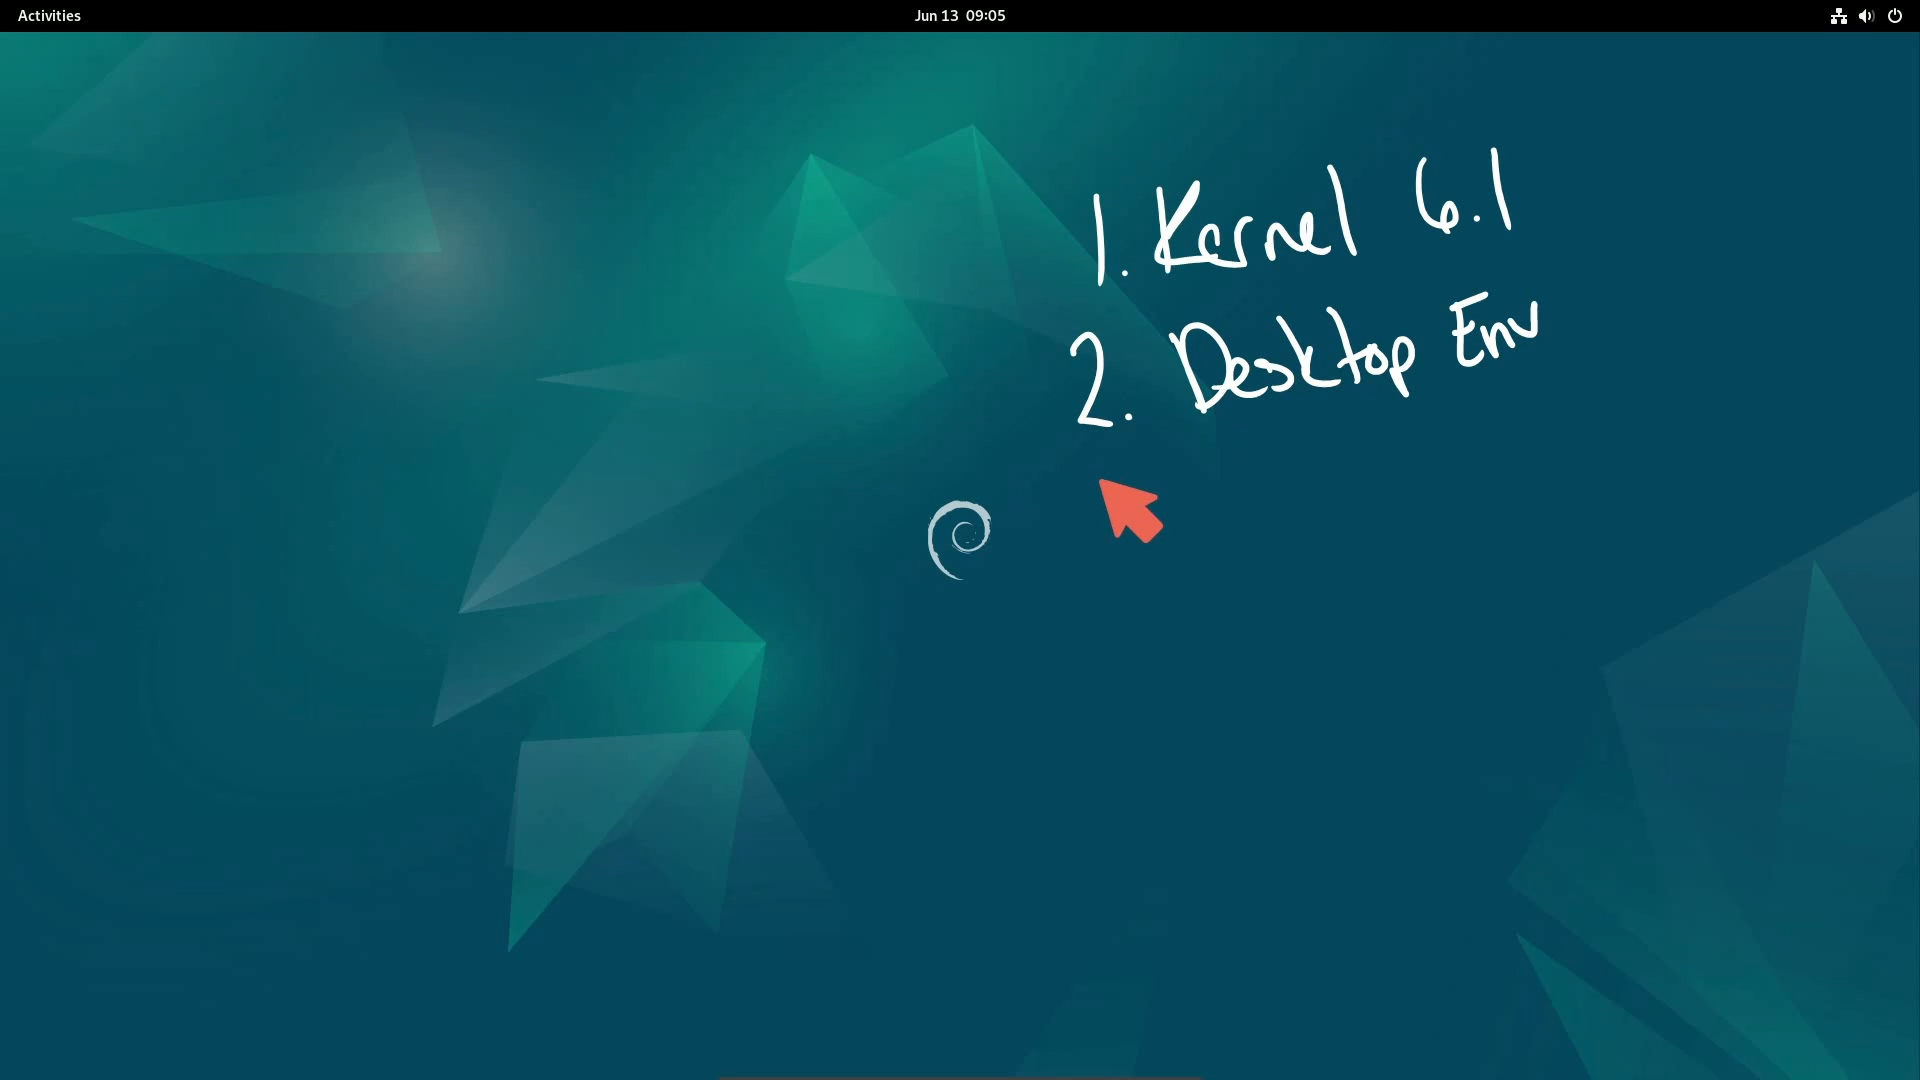 Activities
Jun 13 09:05
1. Kernel 6.1
2. Desktop Env